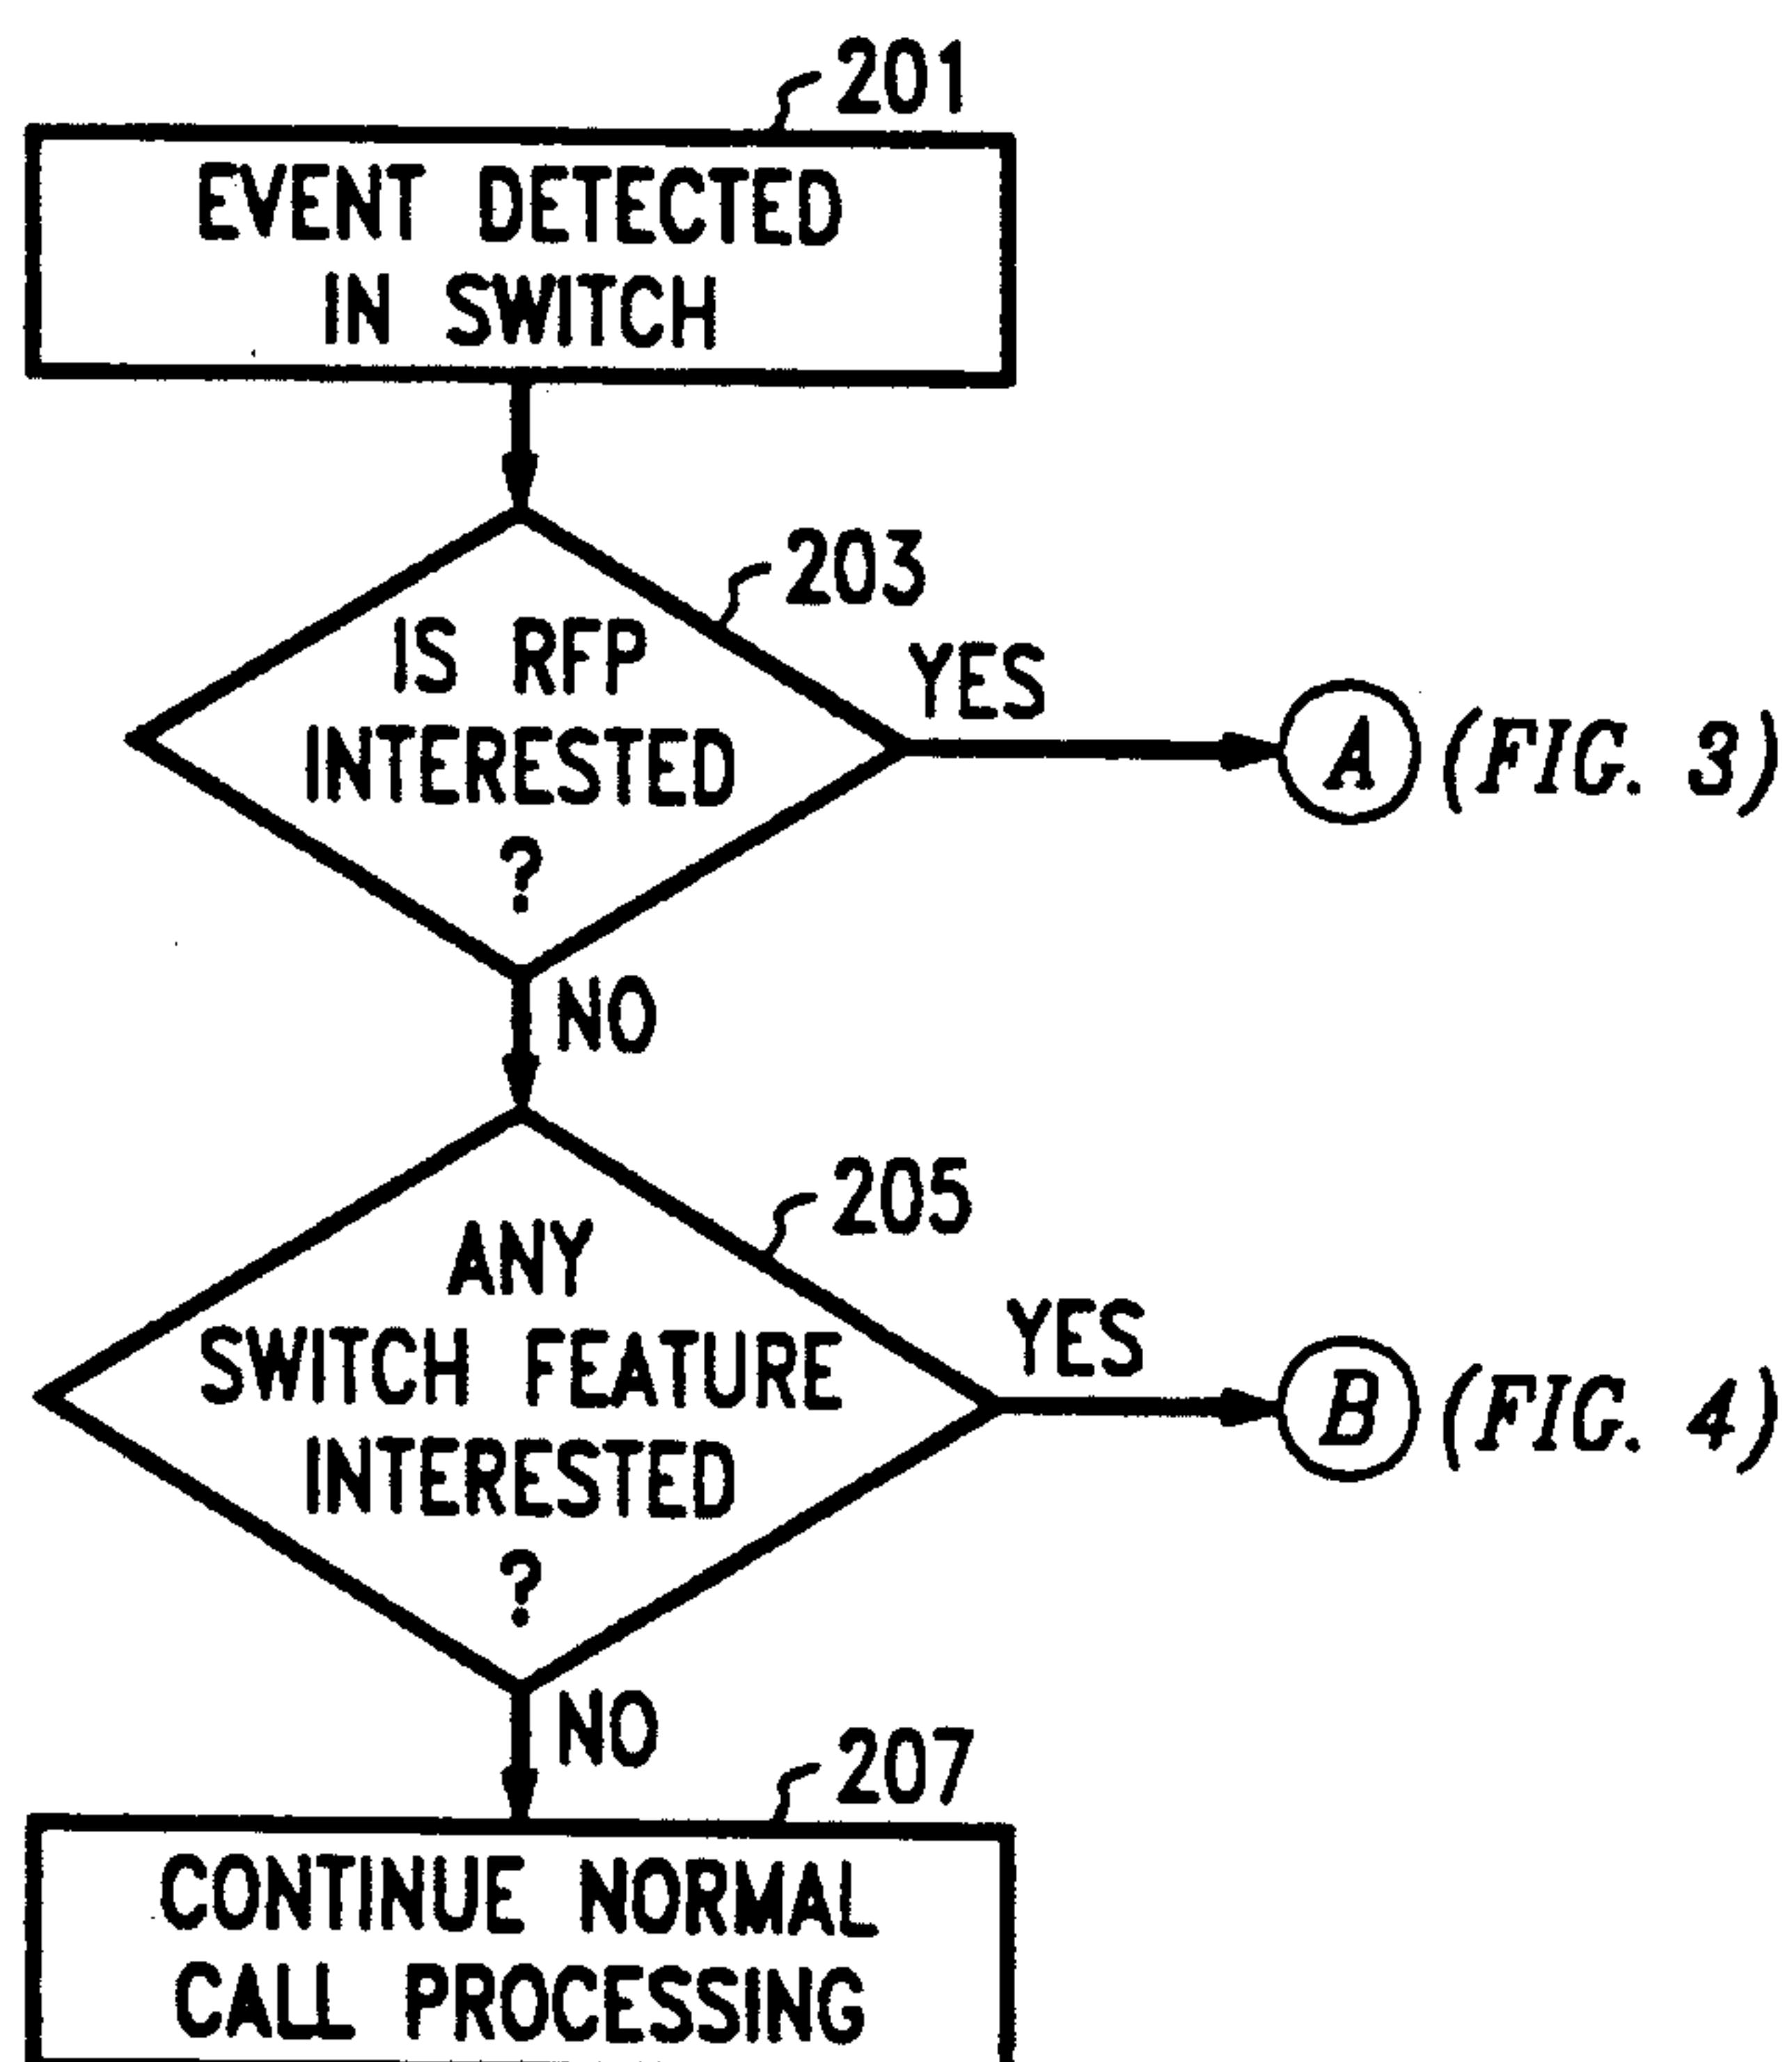 201
EVENT DETECTED
IN SWITCH
203
IS RFP
INTERESTED
?
YES
A (FIG. 3)
NO
205
ANY
SWITCH FEATURE
INTERESTED
?
YES
B (FIG. 4)
NO
207
CONTINUE NORMAL
CALL PROCESSING